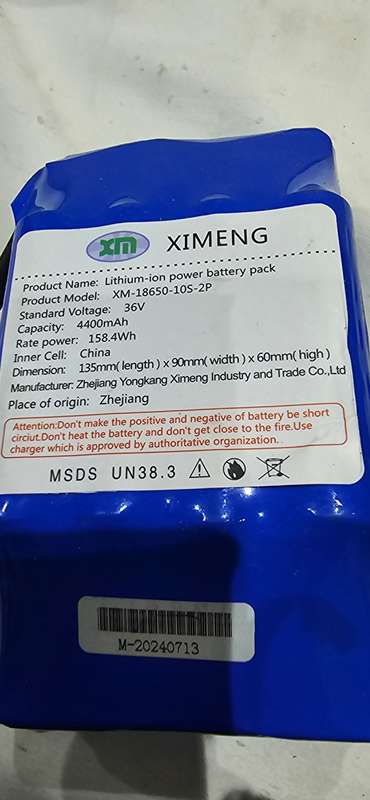 xm XIMENG
Product Name: Lithium-ion power battery pack
Product Model: XM-18650-10S-2P
Standard Voltage: 36V
Capacity: 4400mAh
Rate power: 158.4Wh
Inner Cell: China
Dimension: 135mm( length ) x 90mm( width ) x 60mm( high )
Manufacturer: Zhejiang Yongkang Ximeng Industry and Trade Co.,Ltd
Place of origin: Zhejiang
Attention:Don't make the positive and negative of battery be short
circiut.Don't heat the battery and don't get close to the fire.Use
charger which is approved by authoritative organization.
MSDS UN38.3
M-20240713